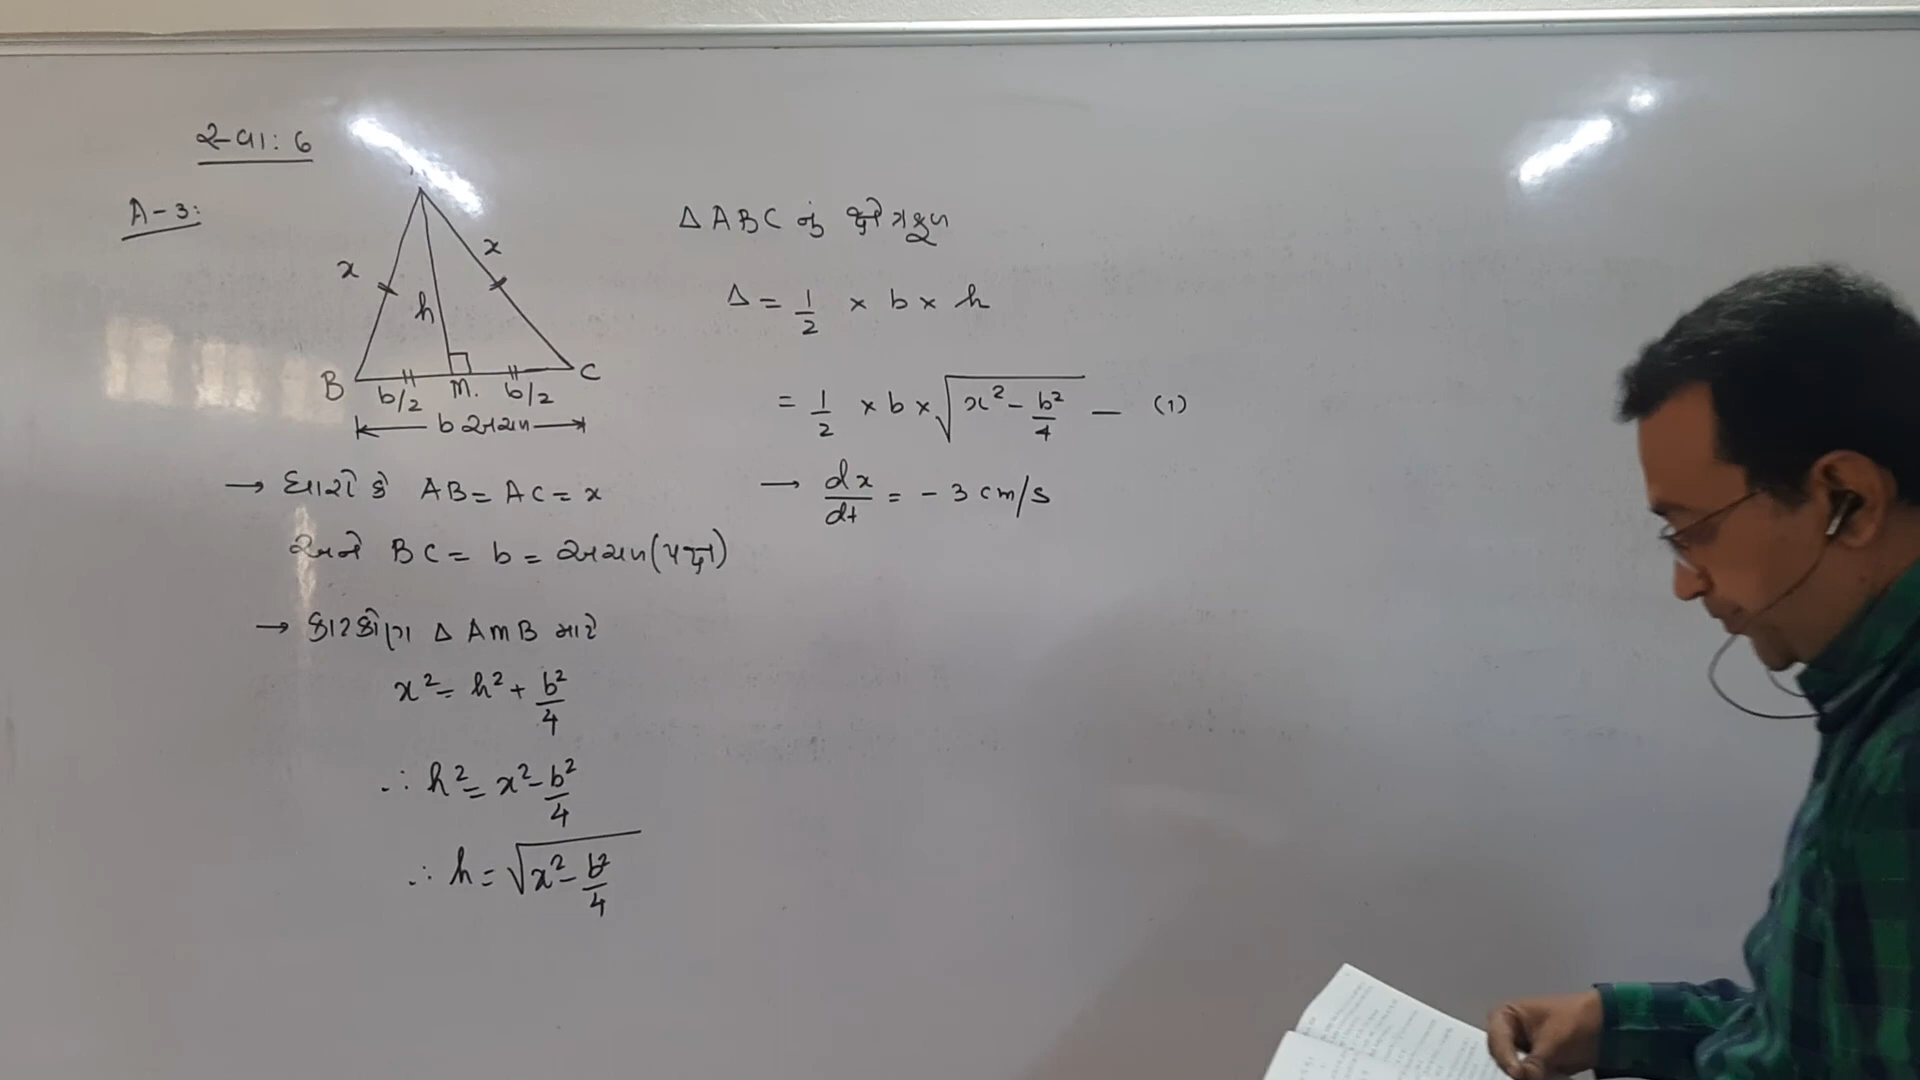 સ્વા: 6
A-3:
x
x
h
B
C
b/2
M.
b/2
b અચળ
→ ધારો કે AB = AC = x
અને BC = b = અચળ
→ કાટકોણ Δ AMB માટે
x² = h² + b²/4
∴ h² = x² - b²/4
∴ h = √(x² - b²/4)
Δ ABC નું ક્ષેત્રફળ
Δ = 1/2 × b × h
= 1/2 × b × √(x² - b²/4) — (1)
→ dx/dt = - 3 cm/s